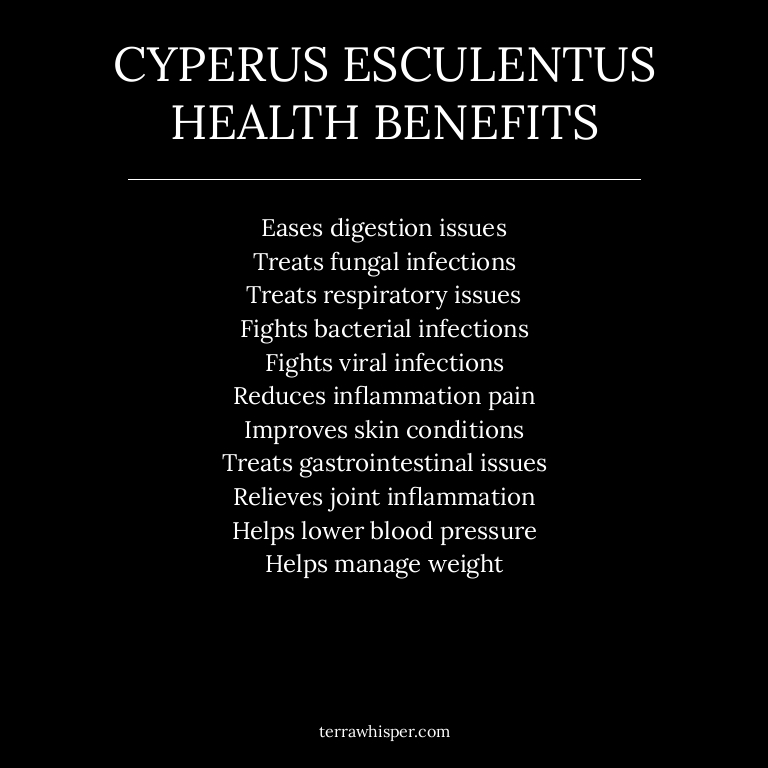 CYPERUS ESCULENTUS
HEALTH BENEFITS
Eases digestion issues
Treats fungal infections
Treats respiratory issues
Fights bacterial infections
Fights viral infections
Reduces inflammation pain
Improves skin conditions
Treats gastrointestinal issues
Relieves joint inflammation
Helps lower blood pressure
Helps manage weight
terrawhisper.com